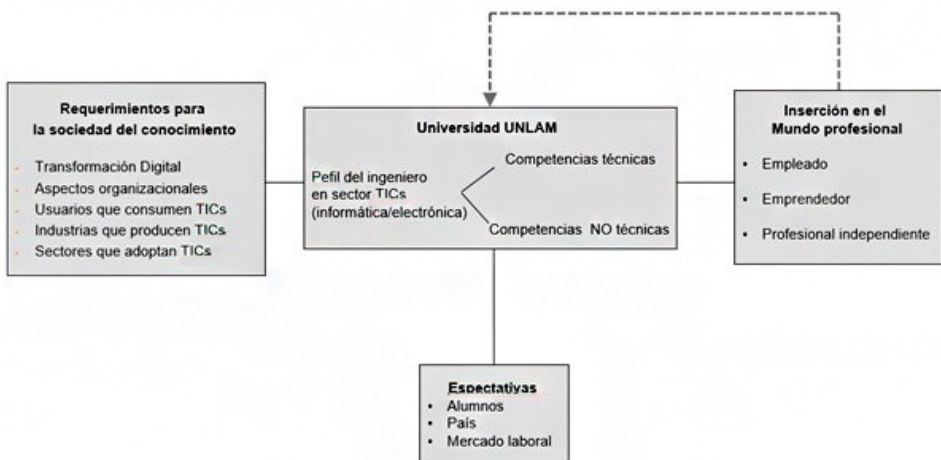 Requerimientos para
la sociedad del conocimiento
Transformación Digital
Aspectos organizacionales
Usuarios que consumen TICs
Industrias que producen TICs
Sectores que adoptan TICs
Universidad UNLAM
Pefil del ingeniero
en sector TICs
(informática/electrónica)
Competencias técnicas
Competencias NO técnicas
Inserción en el
Mundo profesional
Empleado
Emprendedor
Profesional independiente
Espectativas
Alumnos
País
Mercado laboral